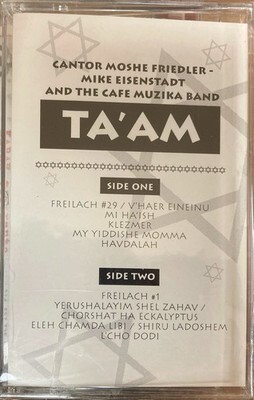 CANTOR MOSHE FRIEDLER -
MIKE EISENSTADT
AND THE CAFE MUZIKA BAND
TA'AM
SIDE ONE
FREILACH #29 / V'HAER EINEINU
MI HA'ISH
KLEZMER
MY YIDDISHE MOMMA
HAVDALAH
SIDE TWO
FREILACH #1
YERUSHALAYIM SHEL ZAHAV /
CHORSHAT HA ECKALYPTUS
ELEH CHAMDA LIBI / SHIRU LADOSHEM
L'CHO DODI